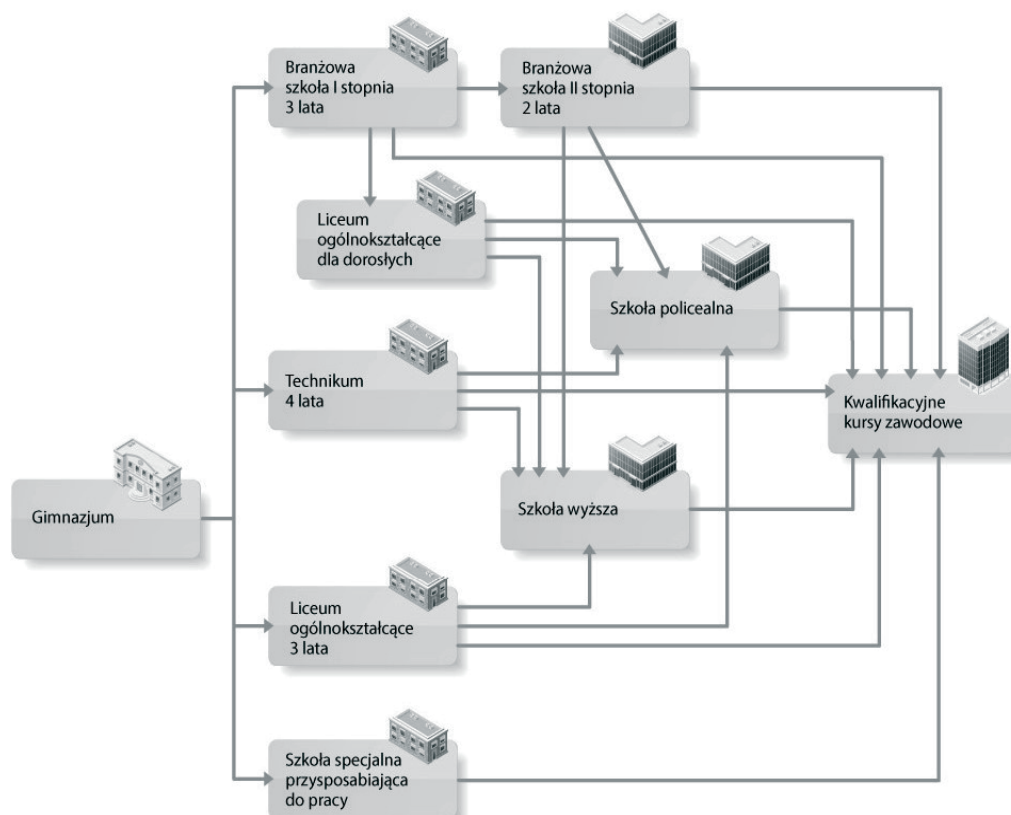 Branżowa
szkoła I stopnia
3 lata
Branżowa
szkoła II stopnia
2 lata
Liceum
ogólnokształcące
dla dorosłych
Szkoła policealna
Technikum
4 lata
Kwalifikacyjne
kursy zawodowe
Gimnazjum
Szkoła wyższa
Liceum
ogólnokształcące
3 lata
Szkoła specjalna
przysposabiająca
do pracy